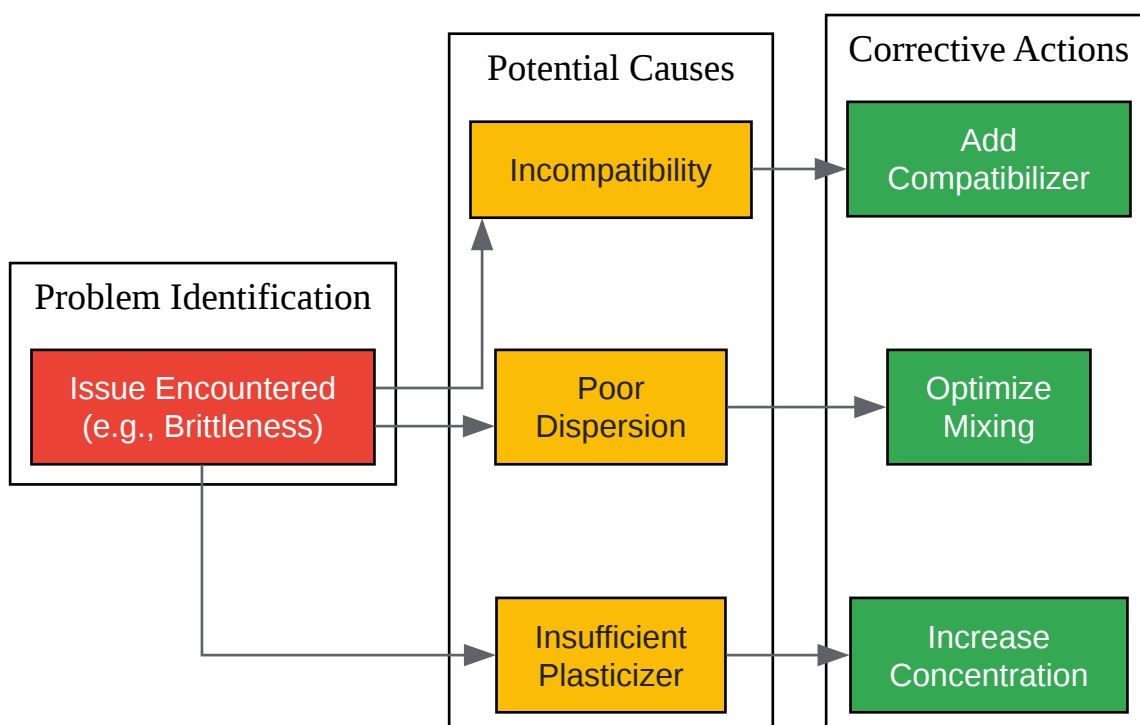 Problem Identification
Issue Encountered
(e.g., Brittleness)
Potential Causes
Incompatibility
Poor
Dispersion
Insufficient
Plasticizer
Corrective Actions
Add
Compatibilizer
Optimize
Mixing
Increase
Concentration